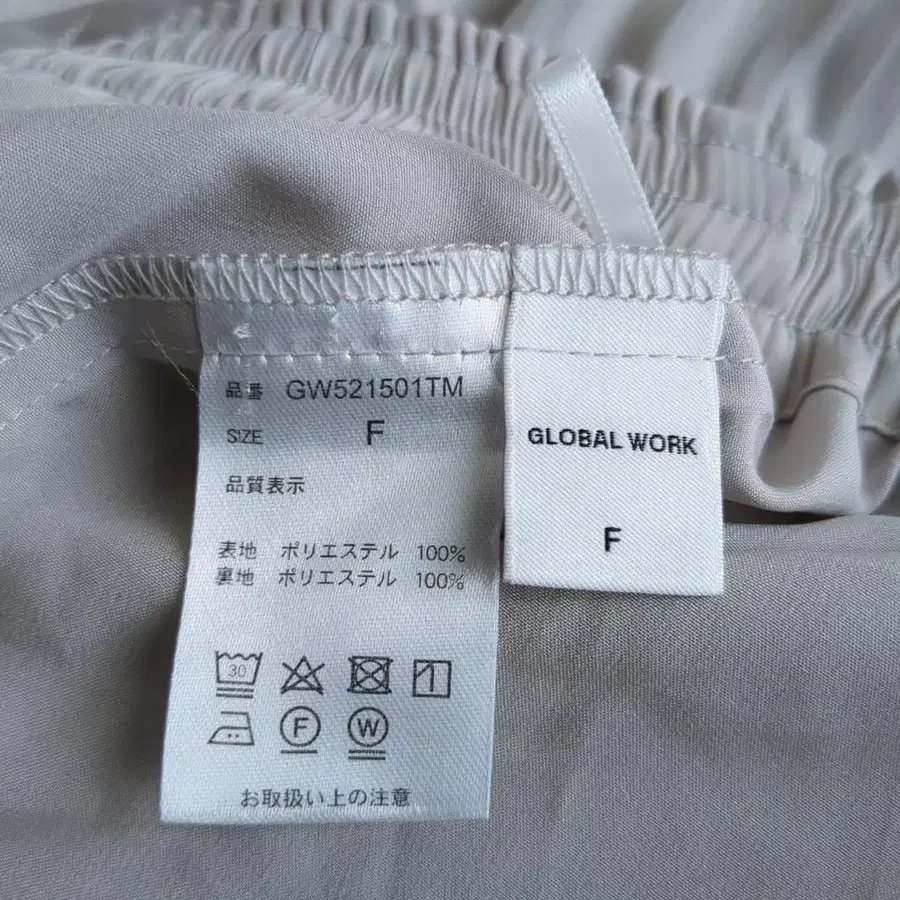 品番 GW521501TM
SIZE F
品質表示
表地 ポリエステル 100%
裏地 ポリエステル 100%
30
F W
お取扱い上の注意
GLOBAL WORK
F